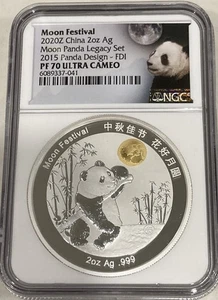 Moon Festival
2020Z China 2oz Ag
Moon Panda Legacy Set
2015 Panda Design - FDI
PF 70 ULTRA CAMEO
6089337-041
NGC
Moon Festival 中秋佳节 花好月圆
2oz Ag .999